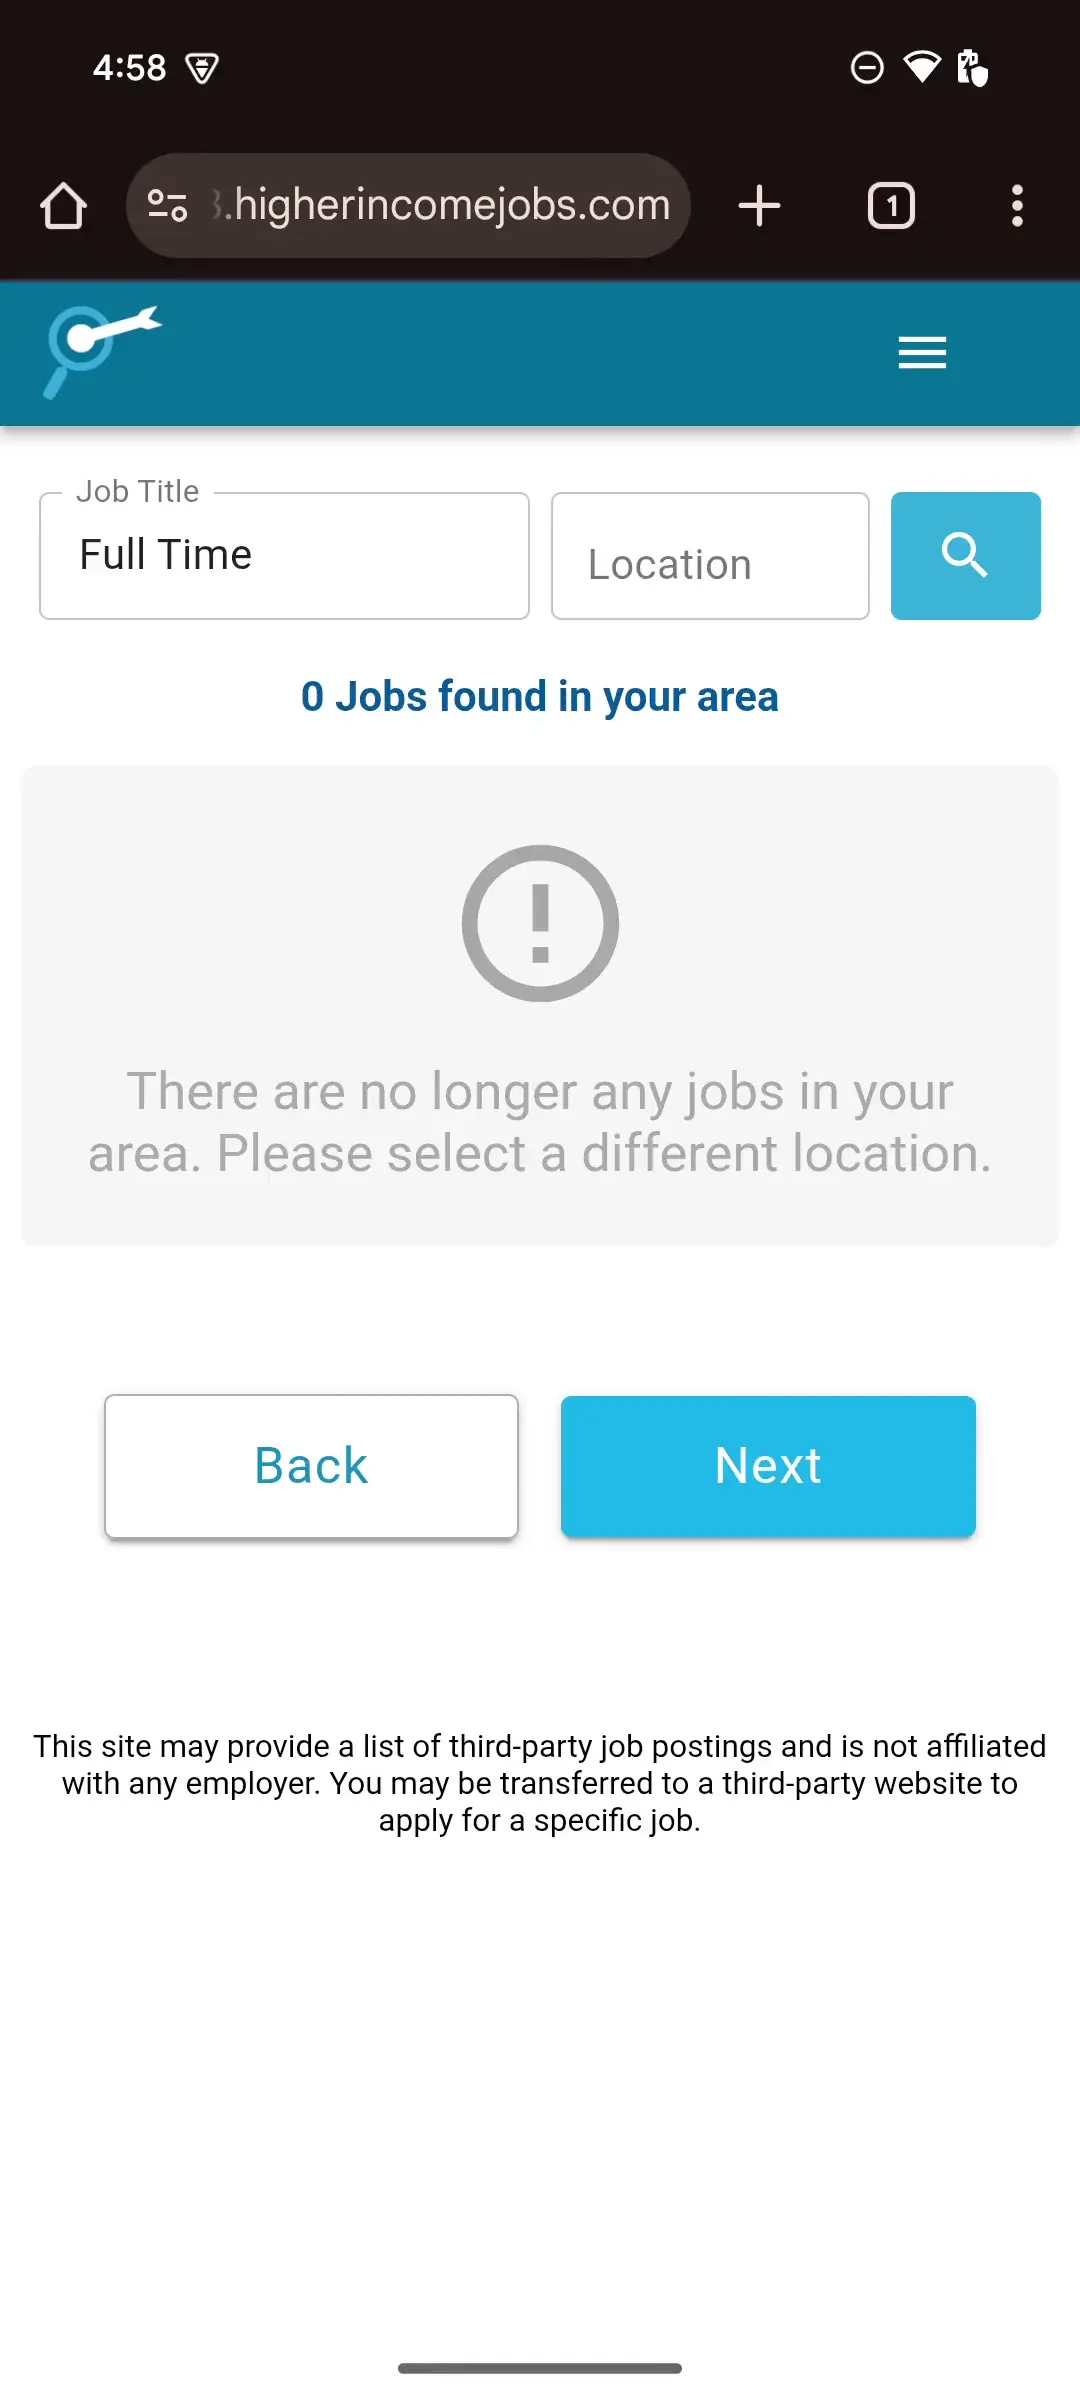 4:58
.higherincomejobs.com
1
Job Title
Full Time
Location
0 Jobs found in your area
There are no longer any jobs in your
area. Please select a different location.
Back
Next
This site may provide a list of third-party job postings and is not affiliated
with any employer. You may be transferred to a third-party website to
apply for a specific job.